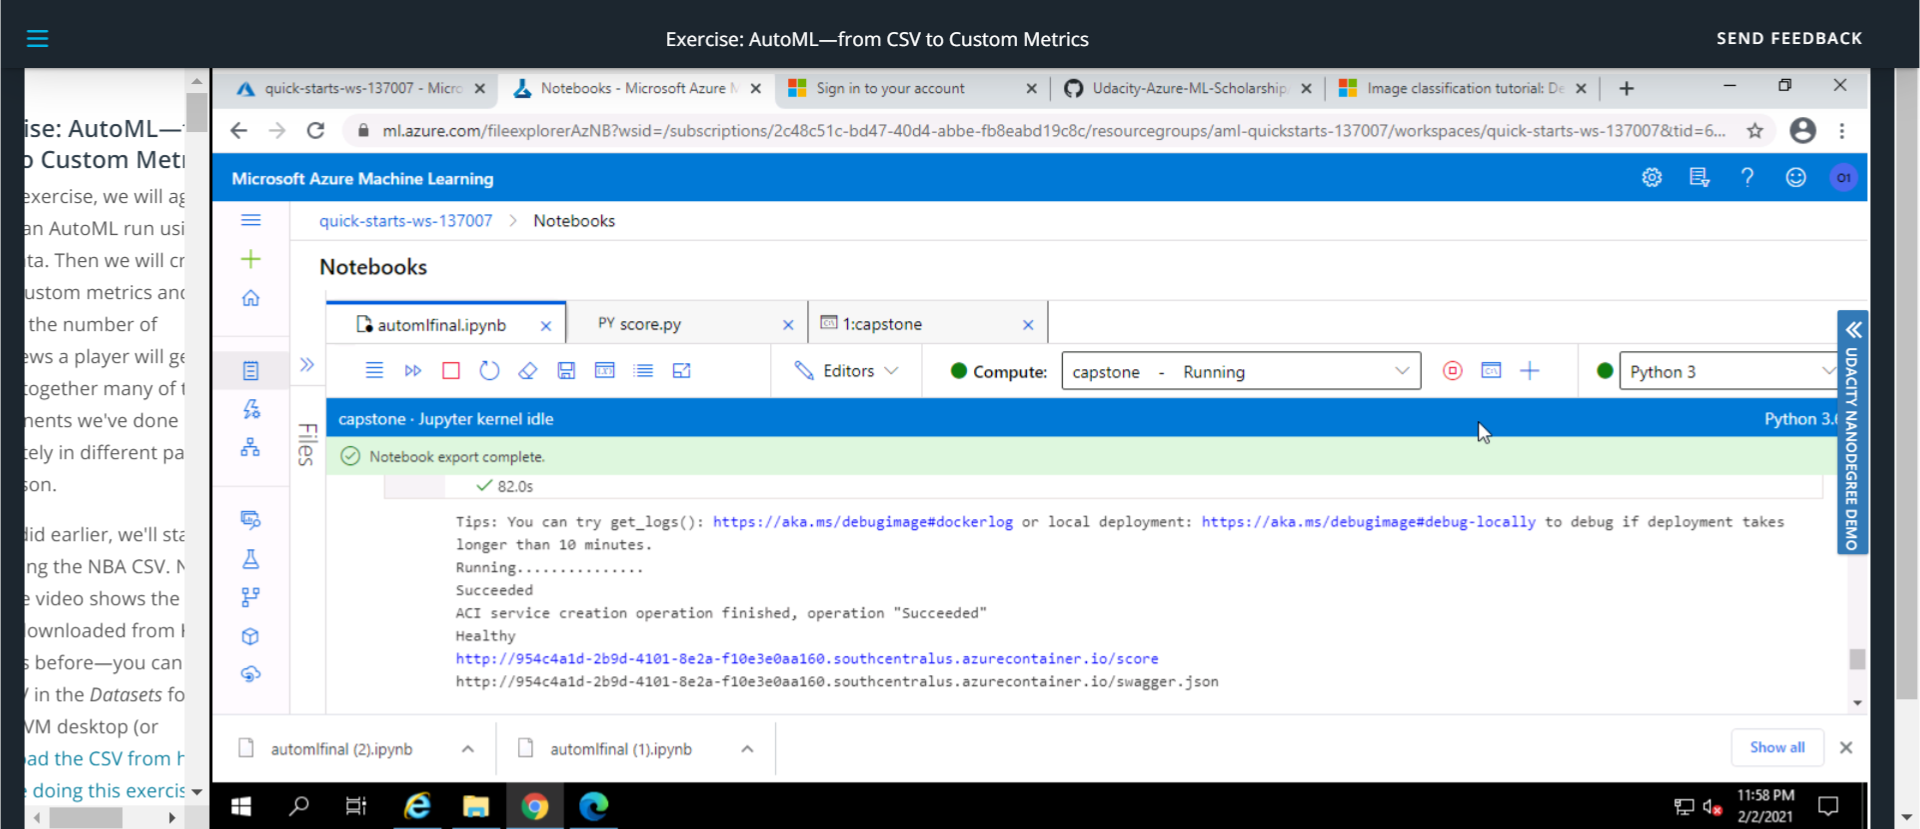 Exercise: AutoML—from CSV to Custom Metrics
SEND FEEDBACK
ise: AutoML—
Custom Met
exercise, we will ag
an AutoML run usi
ta. Then we will cr
ustom metrics and
the number of
ews a player will ge
together many of t
nents we've done
tely in different pa
son.
did earlier, we'll sta
ng the NBA CSV. N
e video shows the
downloaded from
s before—you can
in the Datasets fo
VM desktop (or
ad the CSV from h
doing this exercis
quick-starts-ws-137007 - Micro
Notebooks - Microsoft Azure M
Sign in to your account
Udacity-Azure-ML-Scholarship
Image classification tutorial: De
ml.azure.com/fileexplorerAzNB?wsid=/subscriptions/2c48c51c-bd47-40d4-abbe-fb8eabd19c8c/resourcegroups/aml-quickstarts-137007/workspaces/quick-starts-ws-137007&tid=6...
Microsoft Azure Machine Learning
01
quick-starts-ws-137007 > Notebooks
Notebooks
automlfinal.ipynb
PY score.py
1:capstone
Editors
Compute:
capstone - Running
Python 3
Files
capstone · Jupyter kernel idle
Python 3.
Notebook export complete.
82.0s
Tips: You can try get_logs(): https://aka.ms/debugimage#dockerlog or local deployment: https://aka.ms/debugimage#debug-locally to debug if deployment takes
longer than 10 minutes.
Running...............
Succeeded
ACI service creation operation finished, operation "Succeeded"
Healthy
http://954c4a1d-2b9d-4101-8e2a-f10e3e0aa160.southcentralus.azurecontainer.io/score
http://954c4a1d-2b9d-4101-8e2a-f10e3e0aa160.southcentralus.azurecontainer.io/swagger.json
UDACITY NANODEGREE DEMO
automlfinal (2).ipynb
automlfinal (1).ipynb
Show all
11:58 PM
2/2/2021